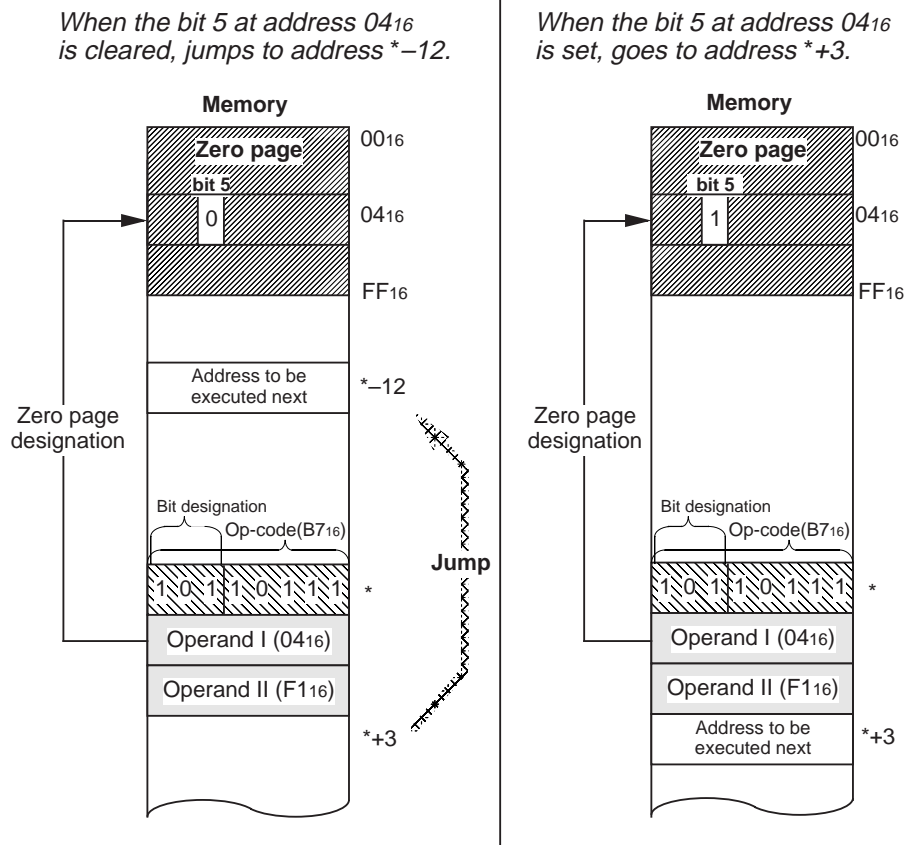 When the bit 5 at address 0416
is cleared, jumps to address *–12.
Memory
Zero page
0016
bit 5
0
0416
FF16
Address to be
executed next
*–12
Zero page
designation
Bit designation
Op-code(B716)
1 0 1 1 0 1 1 1
*
Jump
Operand I (0416)
Operand II (F116)
*+3
When the bit 5 at address 0416
is set, goes to address *+3.
Memory
Zero page
0016
bit 5
1
0416
FF16
Zero page
designation
Bit designation
Op-code(B716)
1 0 1 1 0 1 1 1
*
Operand I (0416)
Operand II (F116)
Address to be
executed next
*+3